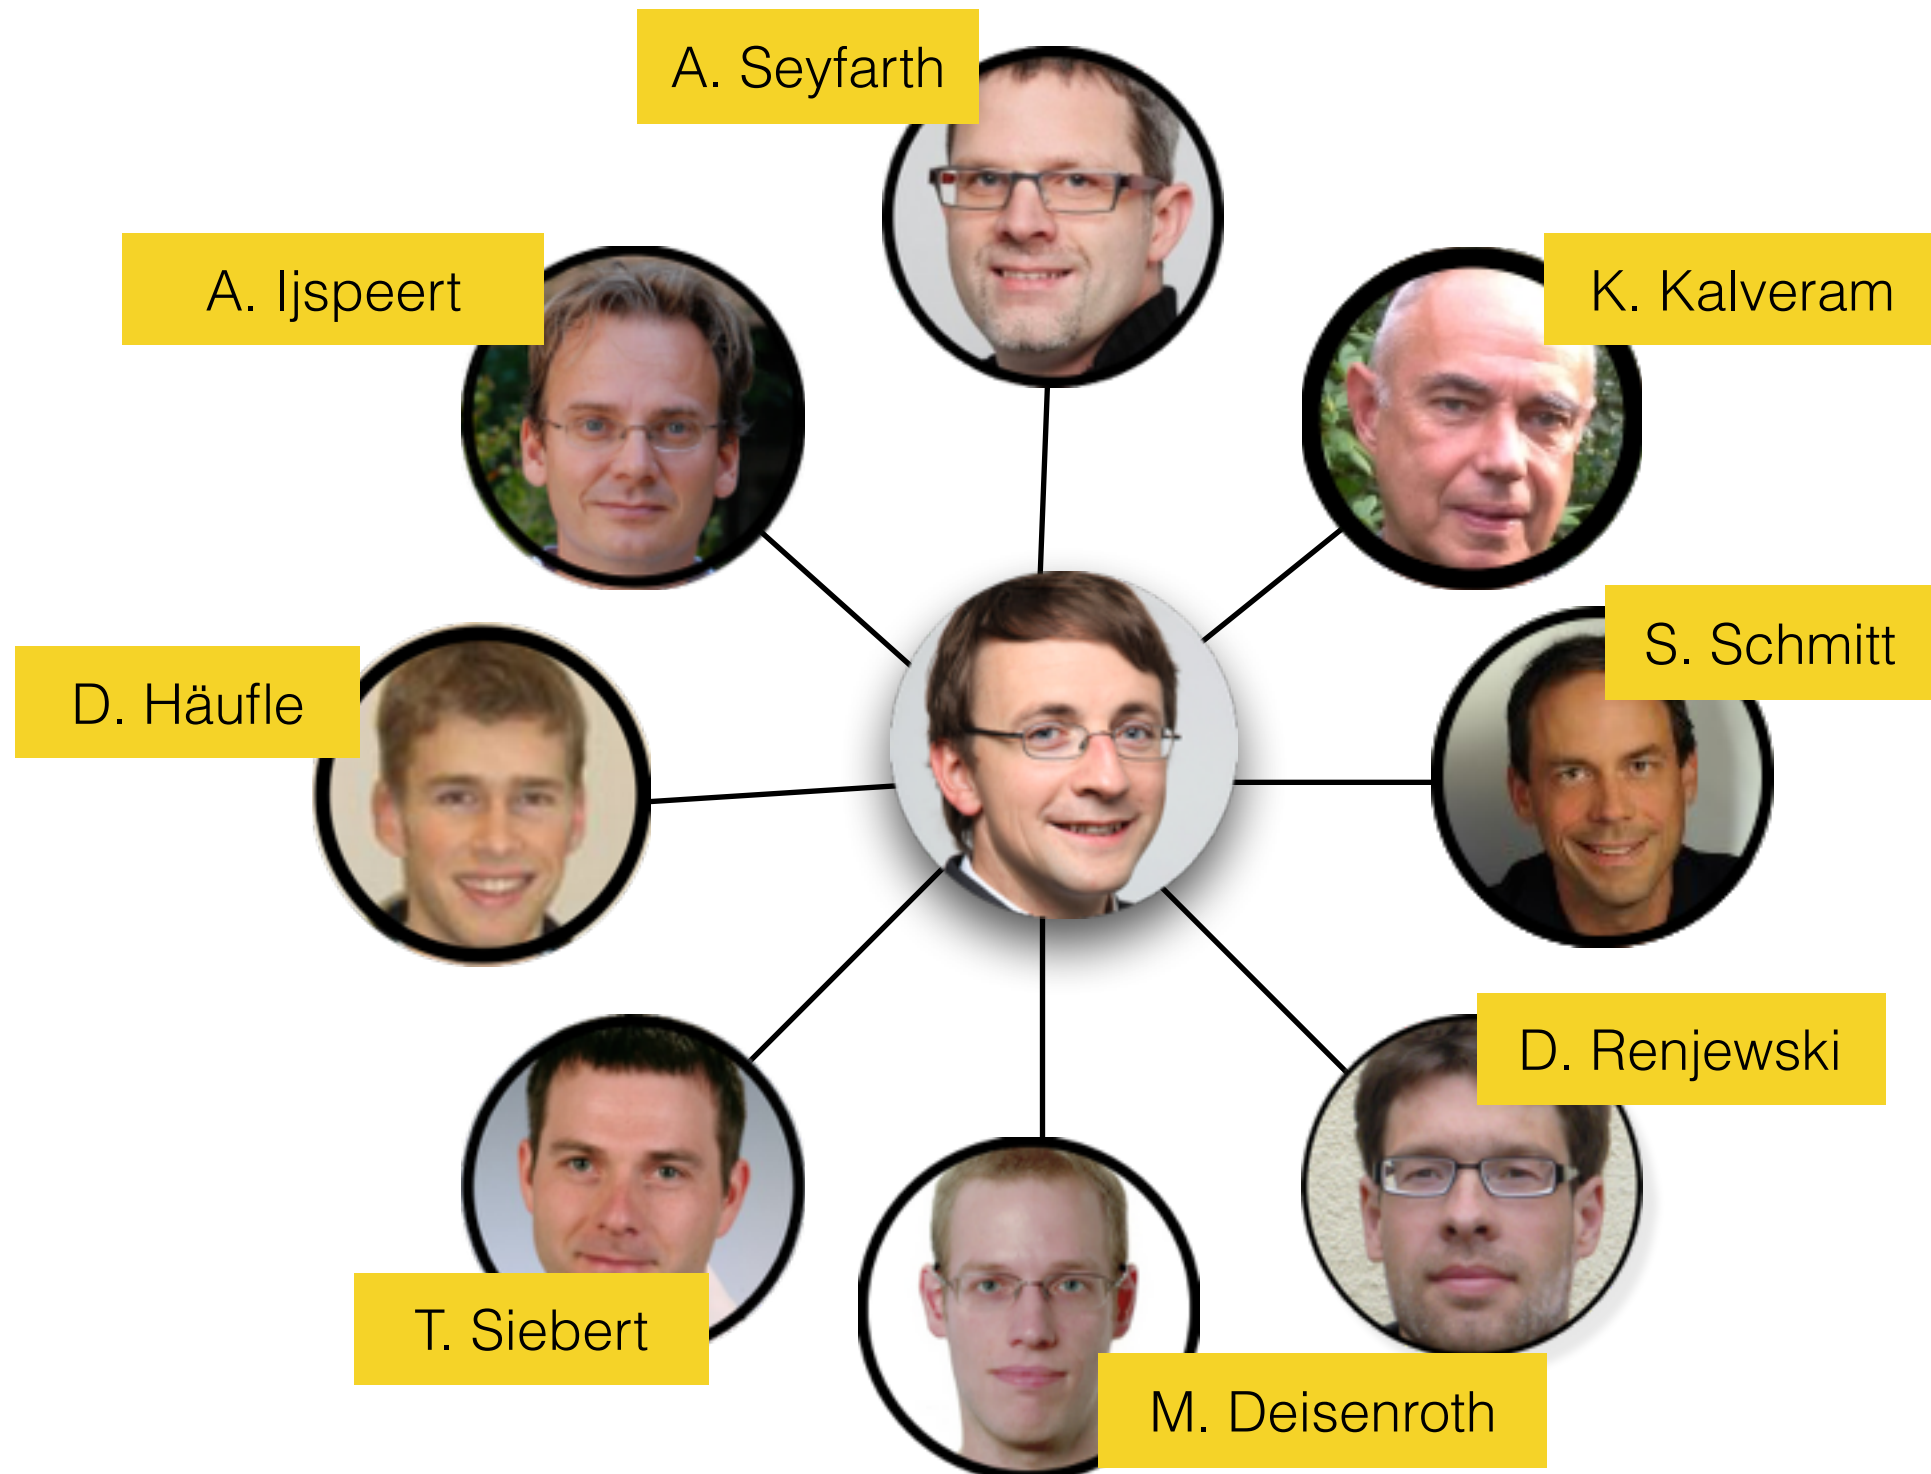 A. Seyfarth
A. Ijspeert
K. Kalveram
S. Schmitt
D. Häufle
D. Renjewski
T. Siebert
M. Deisenroth